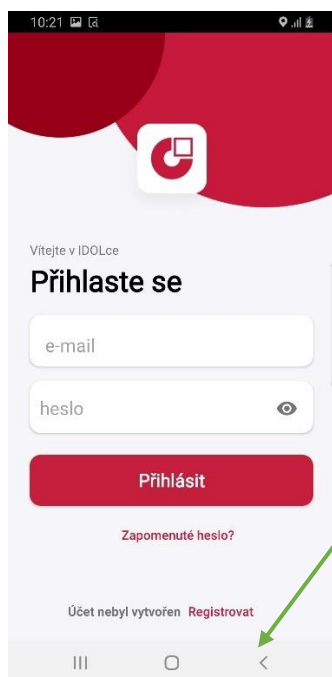 10:21
Vítejte v IDOLce
Přihlaste se
e-mail
heslo
Přihlásit
Zapomenuté heslo?
Účet nebyl vytvořen Registrovat